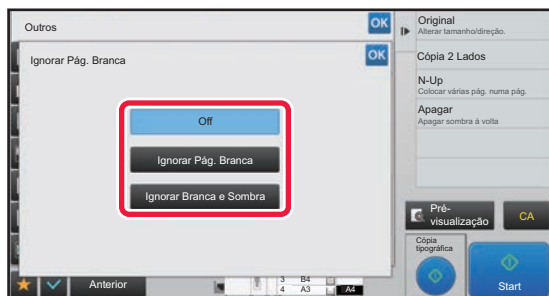 Outros
OK
Ignorar Pág. Branca
OK
Off
Ignorar Pág. Branca
Ignorar Branca e Sombra
Anterior
3 B4
4 A3
A4
Original
Alterar tamanho/direção.
Cópia 2 Lados
N-Up
Colocar várias pág. numa pág.
Apagar
Apagar sombra à volta
Pré-
visualização
CA
Cópia
tipográfica
Start